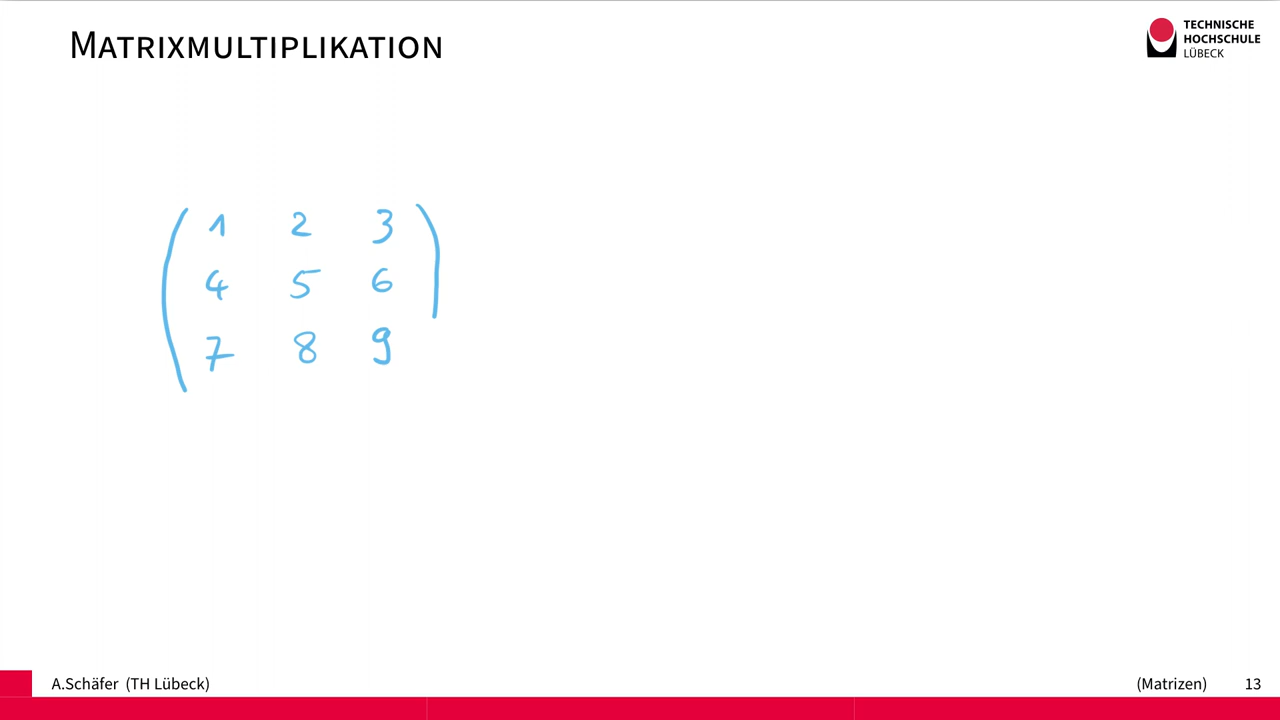 MATRIXMULTIPLIKATION
TECHNISCHE
HOCHSCHULE
LÜBECK
1 2 3
4 5 6
7 8 9
A.Schäfer (TH Lübeck)
(Matrizen) 13